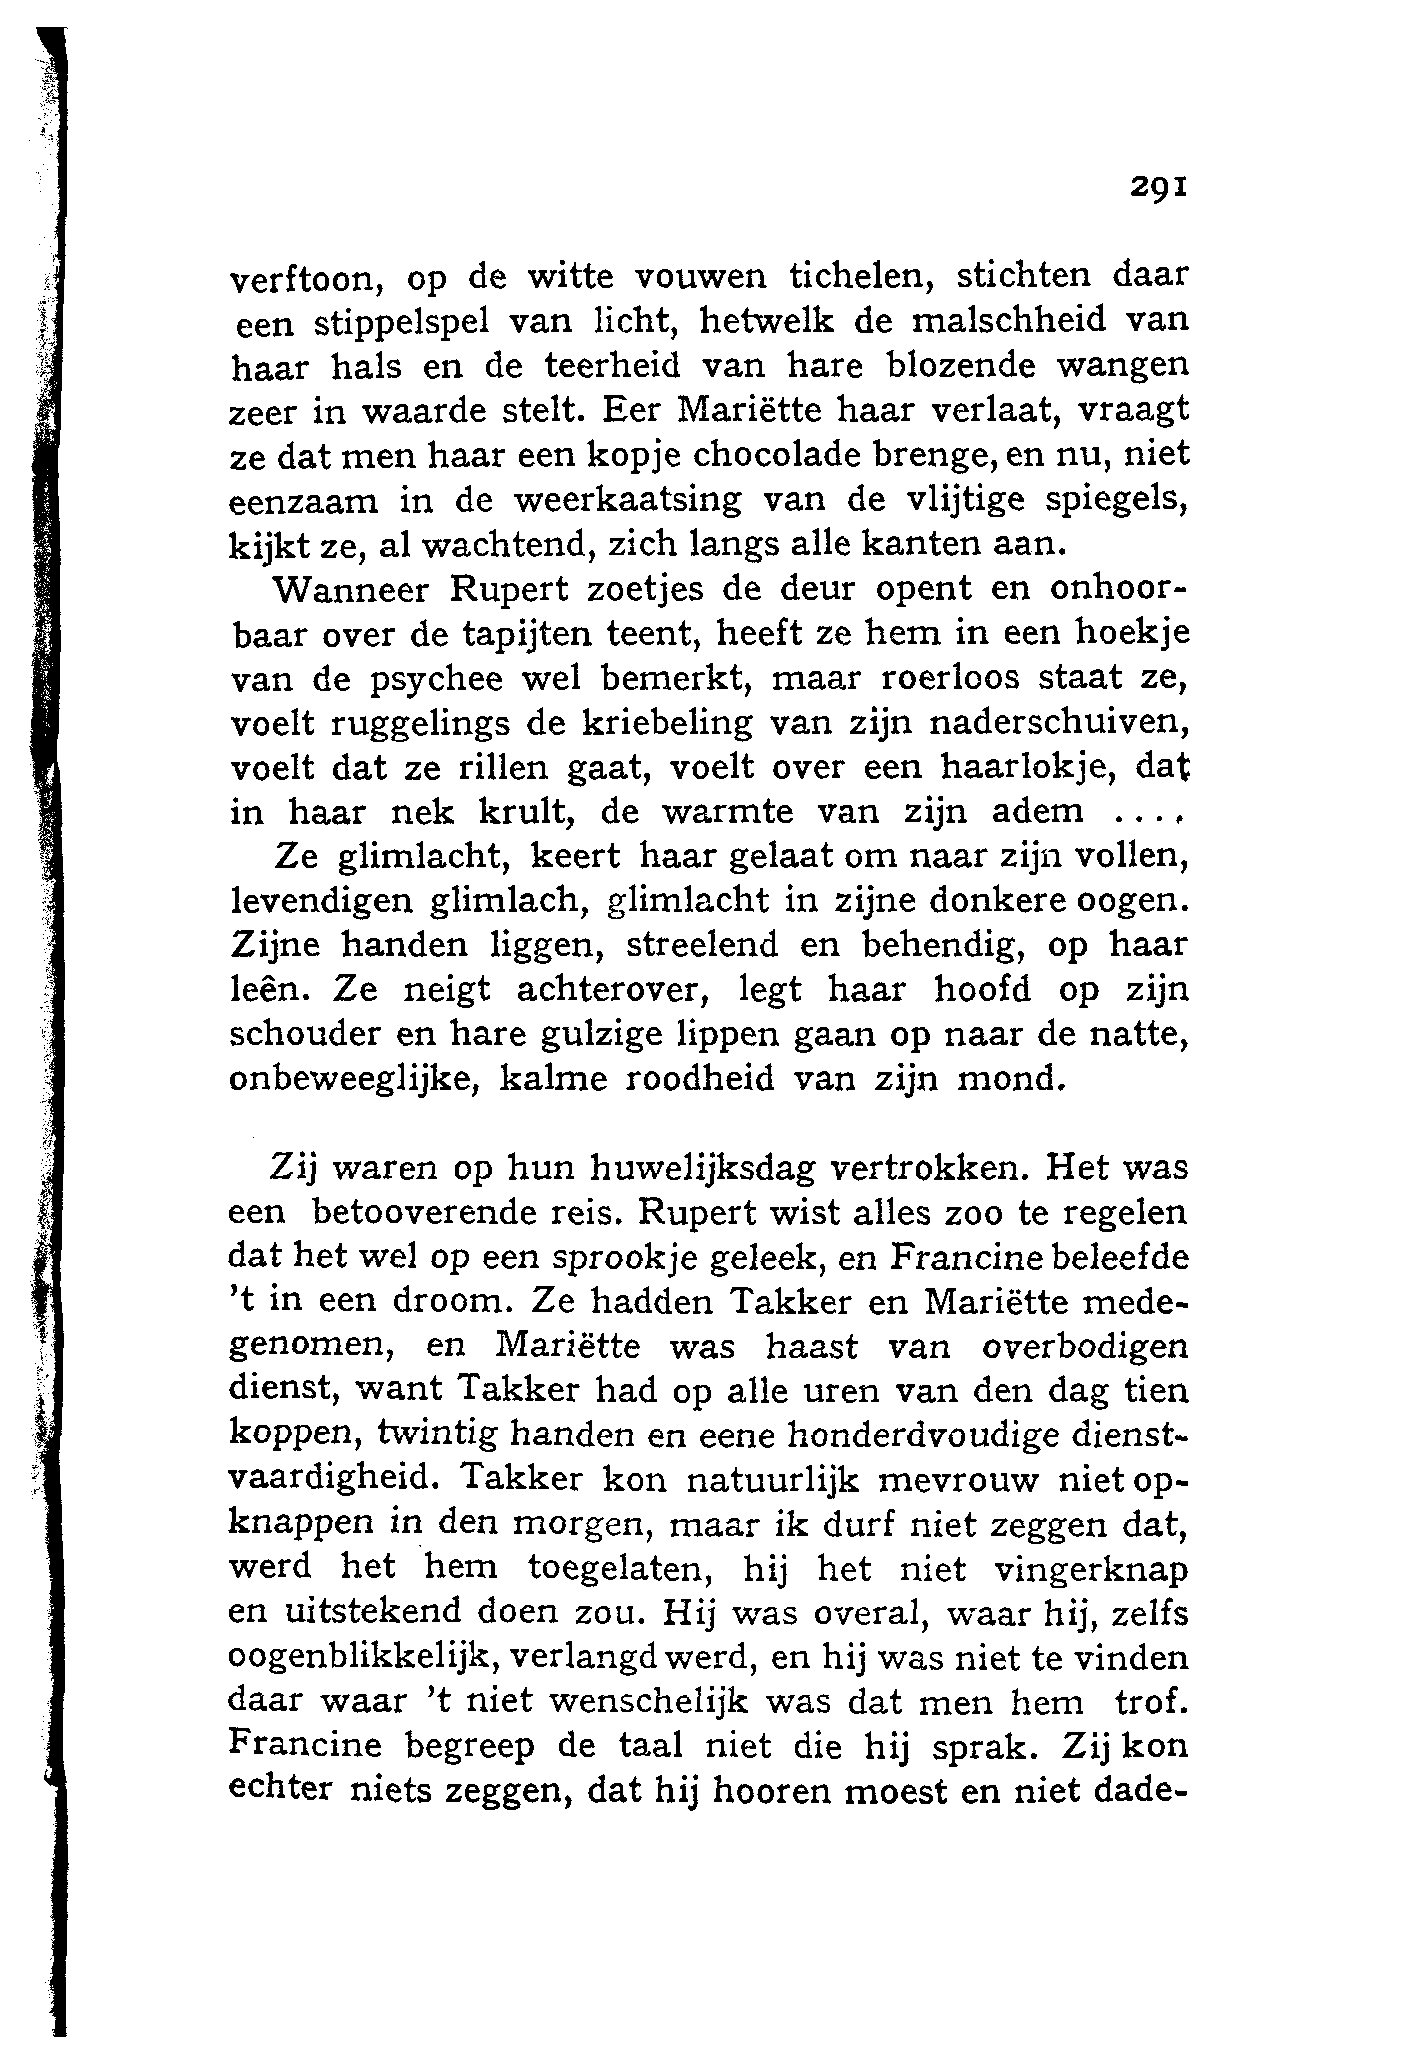 291
verftoon, op de witte vouwen tichelen, stichten daar
een stippelspel van licht, hetwelk de malschheid van
haar hals en de teerheid van hare blozende wangen
zeer in waarde stelt. Eer Mariëtte haar verlaat, vraagt
ze dat men haar een kopje chocolade brenge, en nu, niet
eenzaam in de weerkaatsing van de vlijtige spiegels,
kijkt ze, al wachtend, zich langs alle kanten aan.
Wanneer Rupert zoetjes de deur opent en onhoor-
baar over de tapijten teent, heeft ze hem in een hoekje
van de psychee wel bemerkt, maar roerloos staat ze,
voelt ruggelings de kriebeling van zijn naderschuiven,
voelt dat ze rillen gaat, voelt over een haarlokje, dat
in haar nek krult, de warmte van zijn adem ....
Ze glimlacht, keert haar gelaat om naar zijn vollen,
levendigen glimlach, glimlacht in zijne donkere oogen.
Zijne handen liggen, streelend en behendig, op haar
leên. Ze neigt achterover, legt haar hoofd op zijn
schouder en hare gulzige lippen gaan op naar de natte,
onbeweeglijke, kalme roodheid van zijn mond.
Zij waren op hun huwelijksdag vertrokken. Het was
een betooverende reis. Rupert wist alles zoo te regelen
dat het wel op een sprookje geleek, en Francine beleefde
't in een droom. Ze hadden Takker en Mariëtte mede-
genomen, en Mariëtte was haast van overbodigen
dienst, want Takker had op alle uren van den dag tien
koppen, twintig handen en eene honderdvoudige dienst-
vaardigheid. Takker kon natuurlijk mevrouw niet op-
knappen in den morgen, maar ik durf niet zeggen dat,
werd het hem toegelaten, hij het niet vingerknap
en uitstekend doen zou. Hij was overal, waar hij, zelfs
oogenblikkelijk, verlangd werd, en hij was niet te vinden
daar waar 't niet wenschelijk was dat men hem trof.
Francine begreep de taal niet die hij sprak. Zij kon
echter niets zeggen, dat hij hooren moest en niet dade-